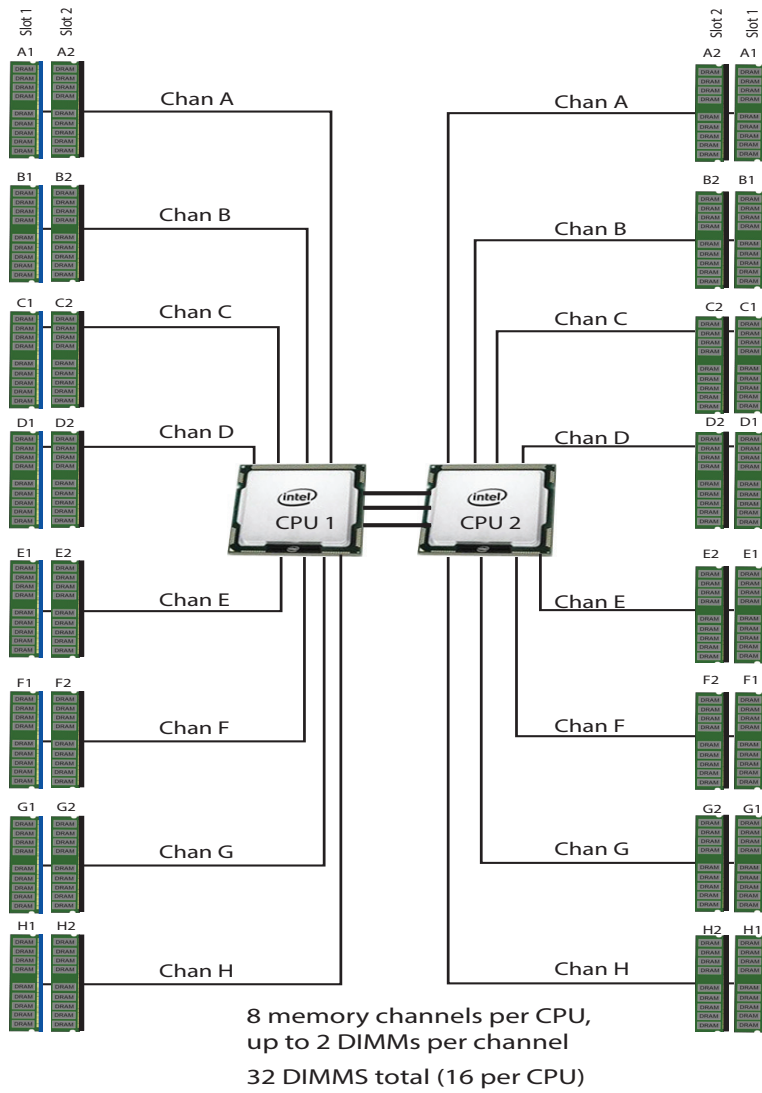 Slot 1 Slot 2 Slot 2 Slot 1
A1 A2 A2 A1
DRAM
Chan A Chan A
B1 B2 B2 B1
Chan B Chan B
C1 C2 C2 C1
Chan C Chan C
D1 D2 D2 D1
Chan D Chan D
intel intel
CPU 1 CPU 2
E1 E2 E2 E1
Chan E Chan E
F1 F2 F2 F1
Chan F Chan F
G1 G2 G2 G1
Chan G Chan G
H1 H2 H2 H1
Chan H Chan H
8 memory channels per CPU,
up to 2 DIMMs per channel
32 DIMMS total (16 per CPU)